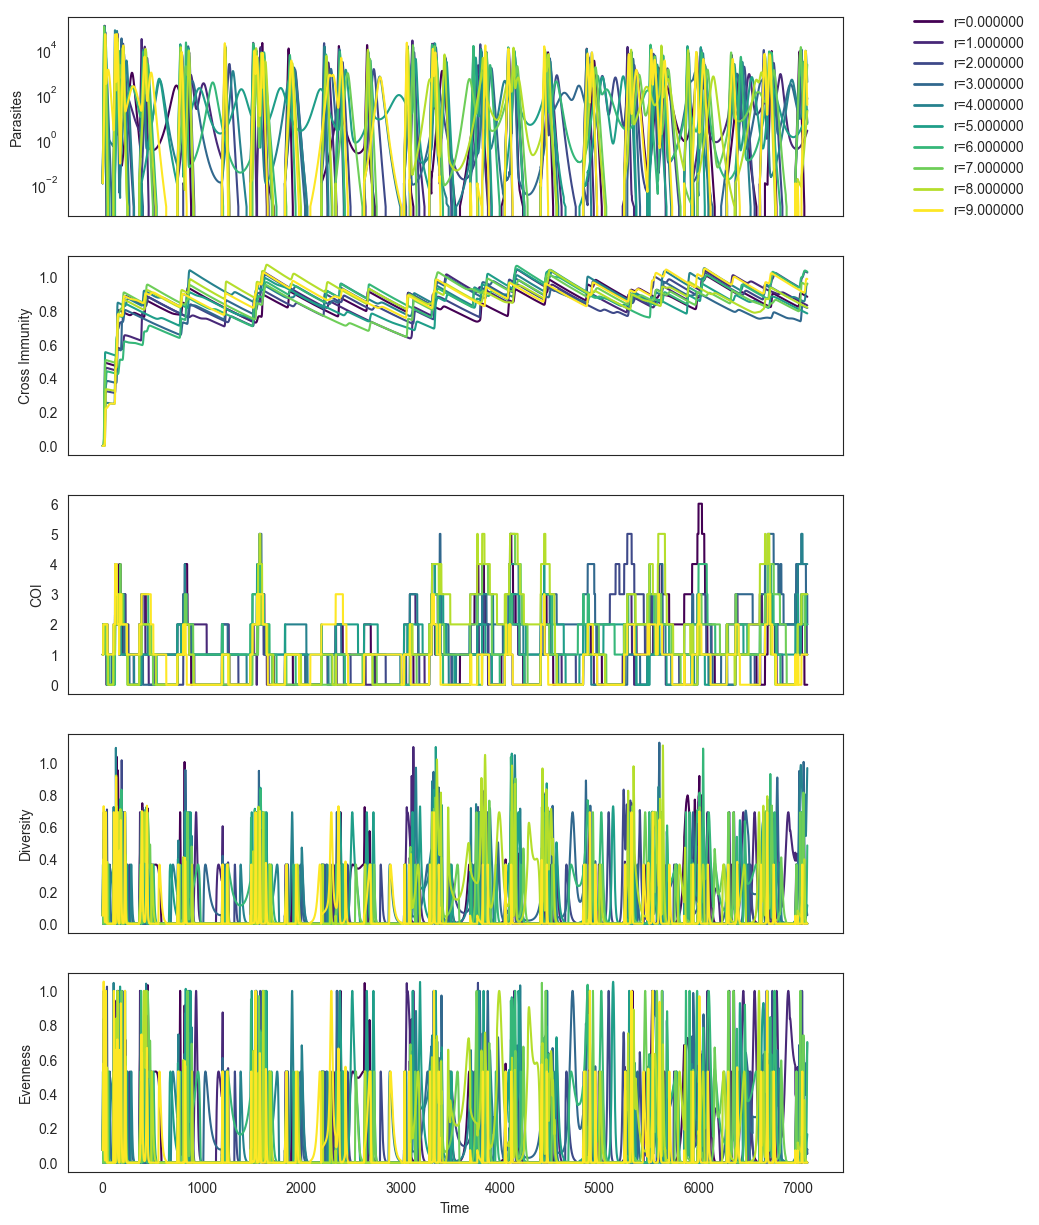 Parasites
10^4
10^2
10^0
10^-2
r=0.000000
r=1.000000
r=2.000000
r=3.000000
r=4.000000
r=5.000000
r=6.000000
r=7.000000
r=8.000000
r=9.000000
Cross Immunity
1.0
0.8
0.6
0.4
0.2
0.0
COI
6
5
4
3
2
1
0
Diversity
1.0
0.8
0.6
0.4
0.2
0.0
Evenness
1.0
0.8
0.6
0.4
0.2
0.0
0 1000 2000 3000 4000 5000 6000 7000
Time